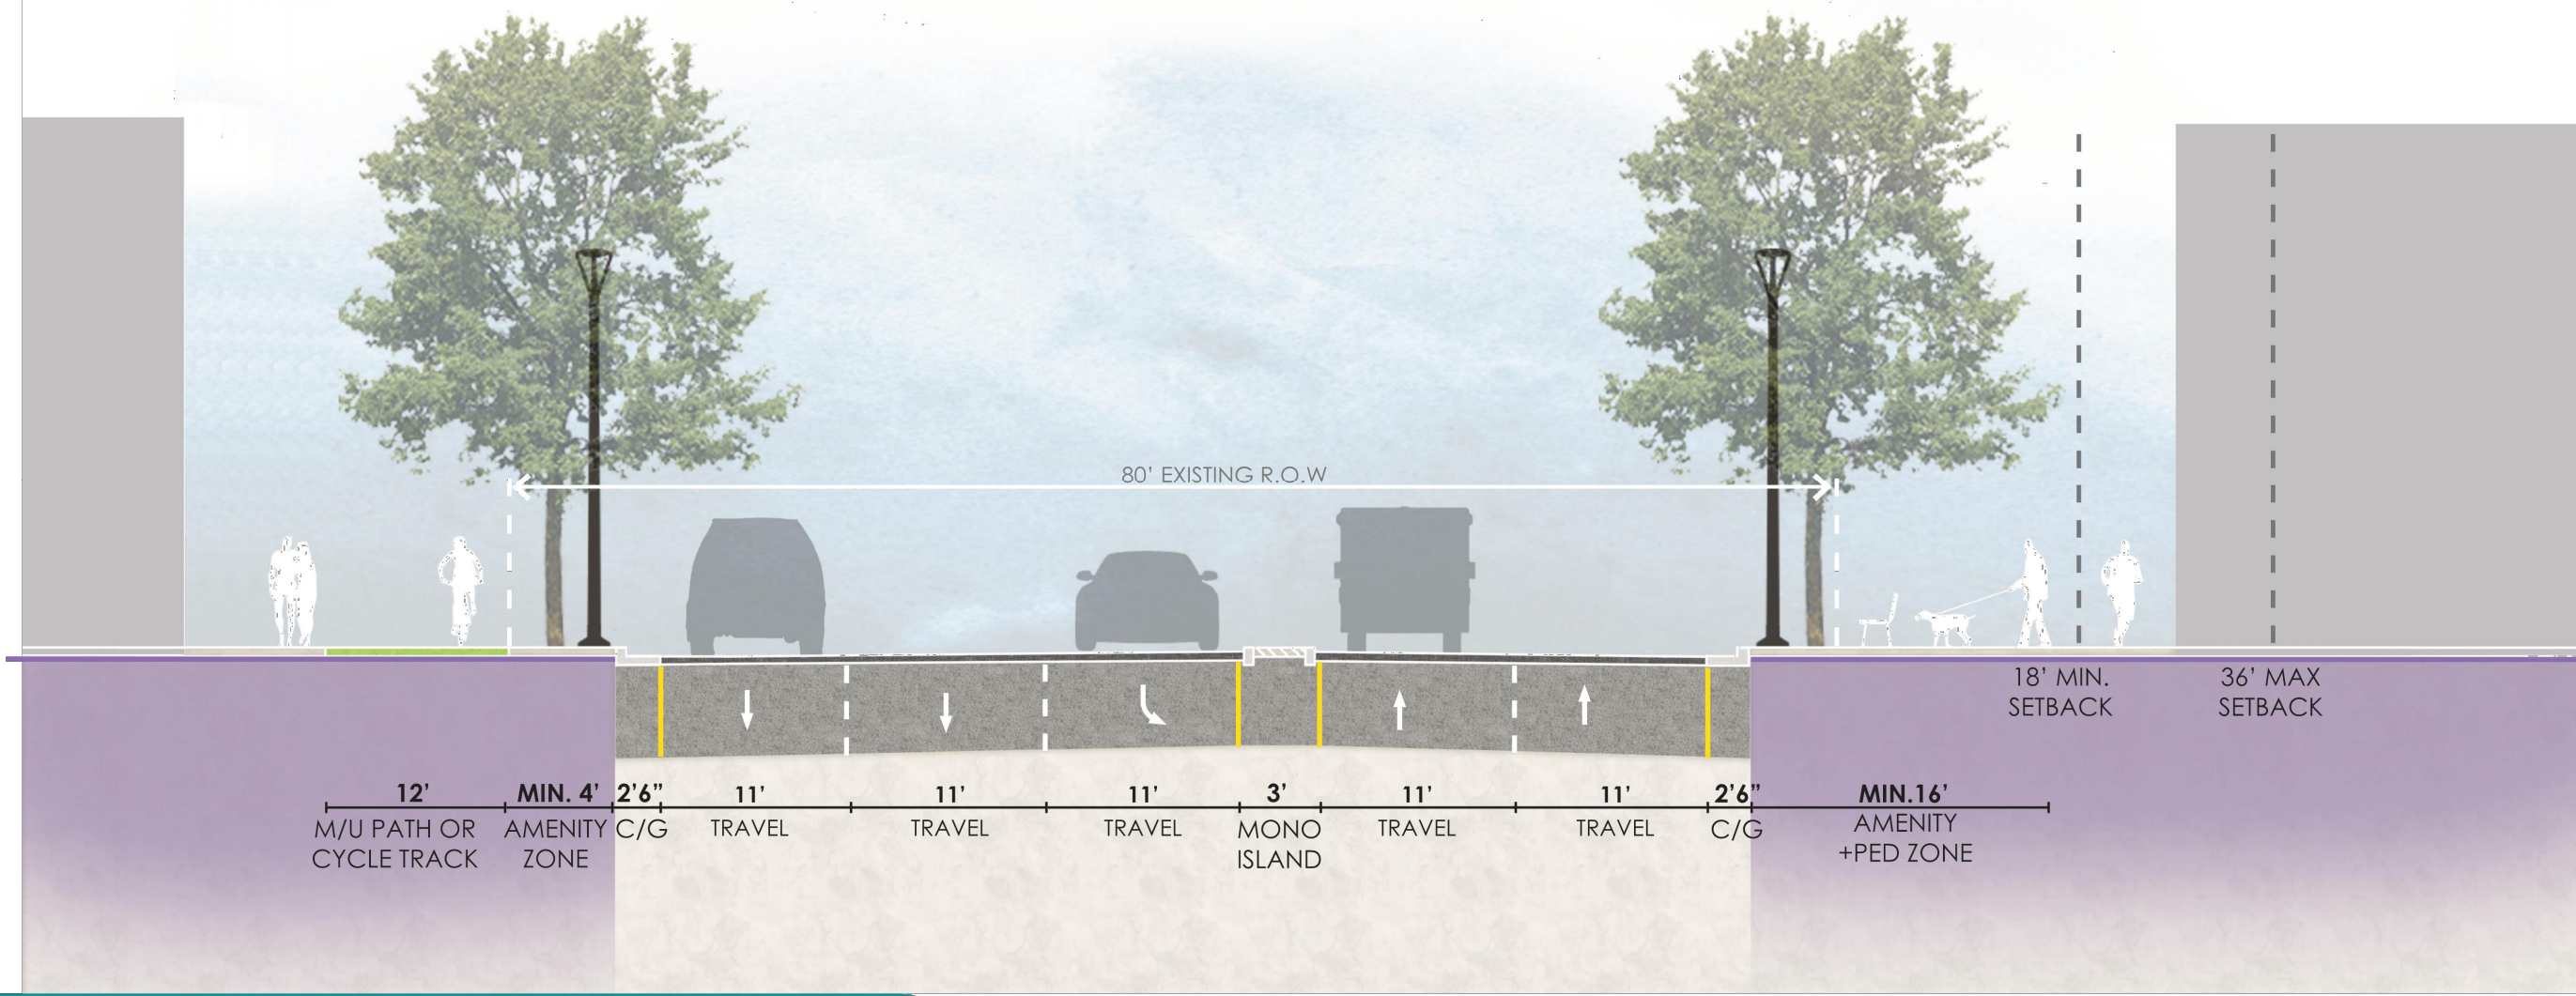 80’ EXISTING R.O.W
18’ MIN.
SETBACK
36’ MAX
SETBACK
12’
M/U PATH OR
CYCLE TRACK
MIN. 4’
AMENITY
ZONE
2’6”
C/G
11’
TRAVEL
11’
TRAVEL
11’
TRAVEL
3’
MONO
ISLAND
11’
TRAVEL
11’
TRAVEL
2’6”
C/G
MIN.16’
AMENITY
+PED ZONE